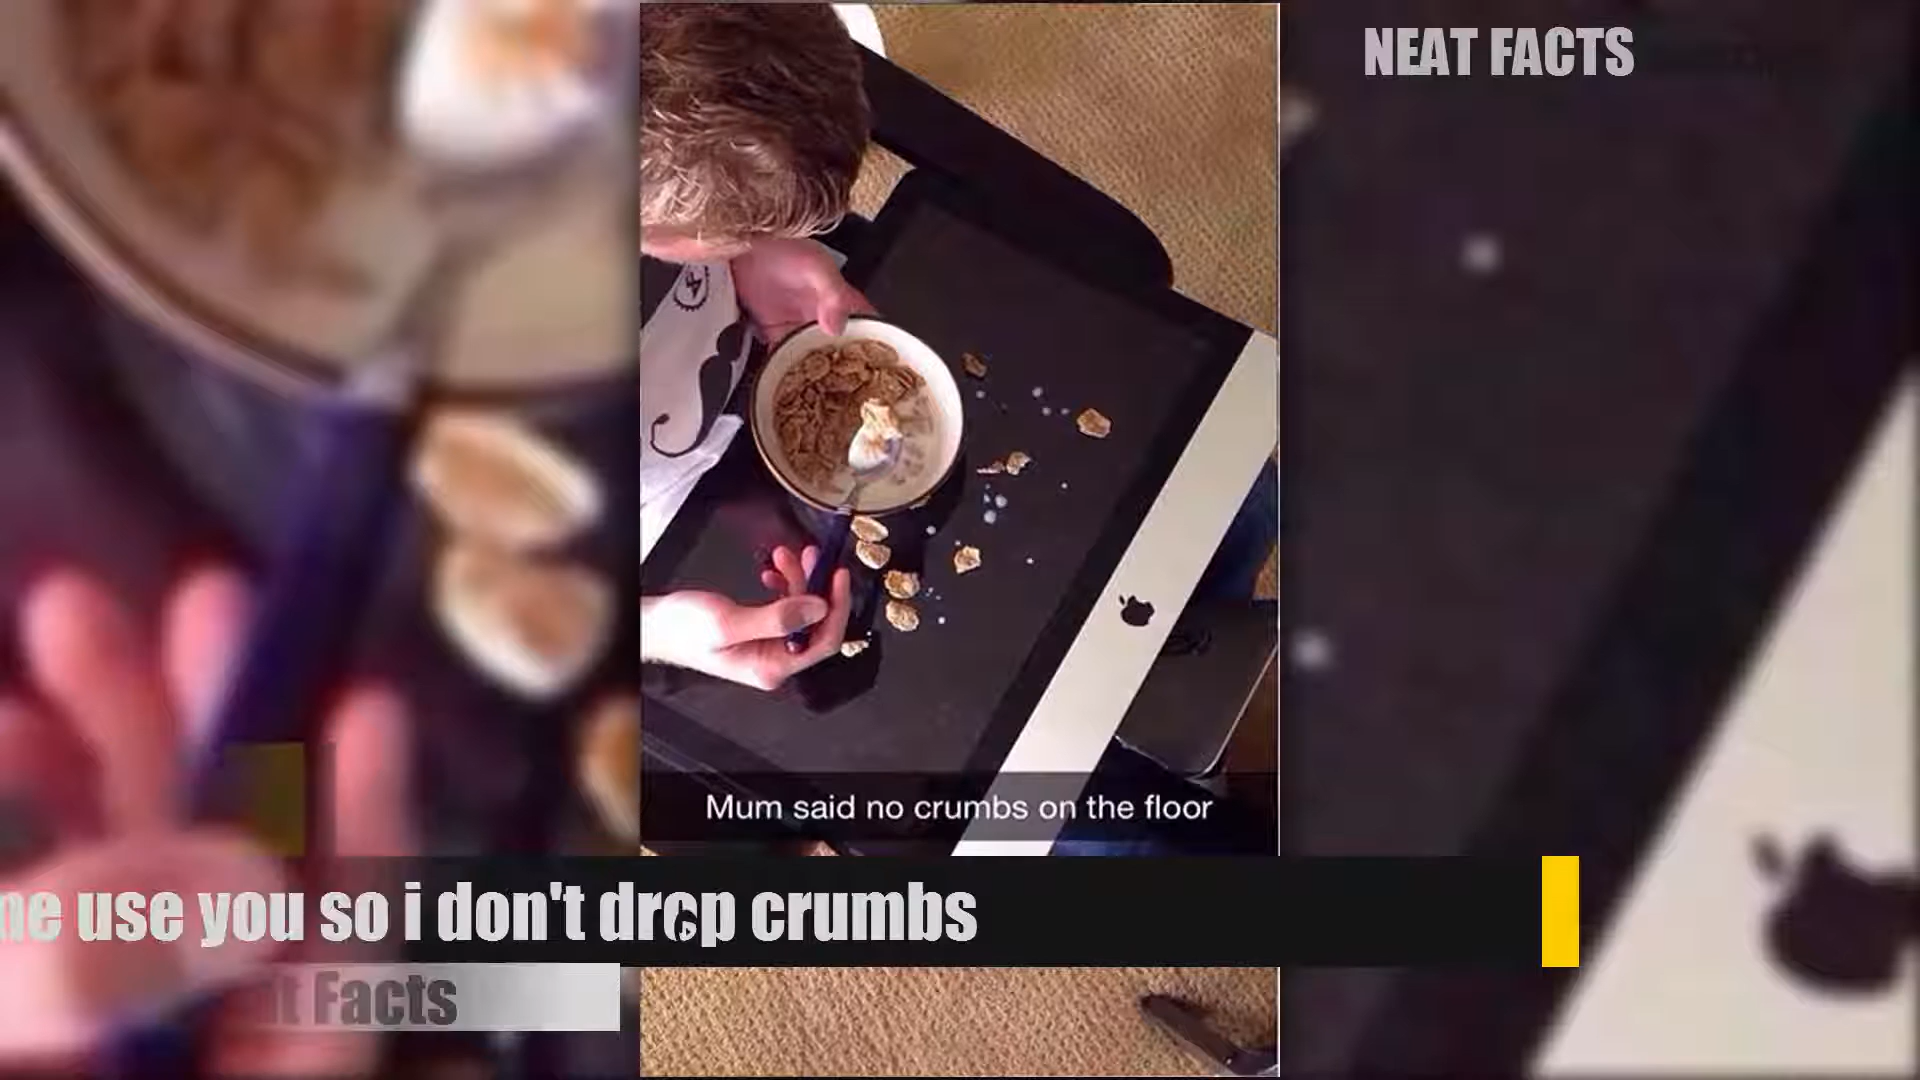 NEAT FACTS
Mum said no crumbs on the floor
use you so i don't drop crumbs
Facts